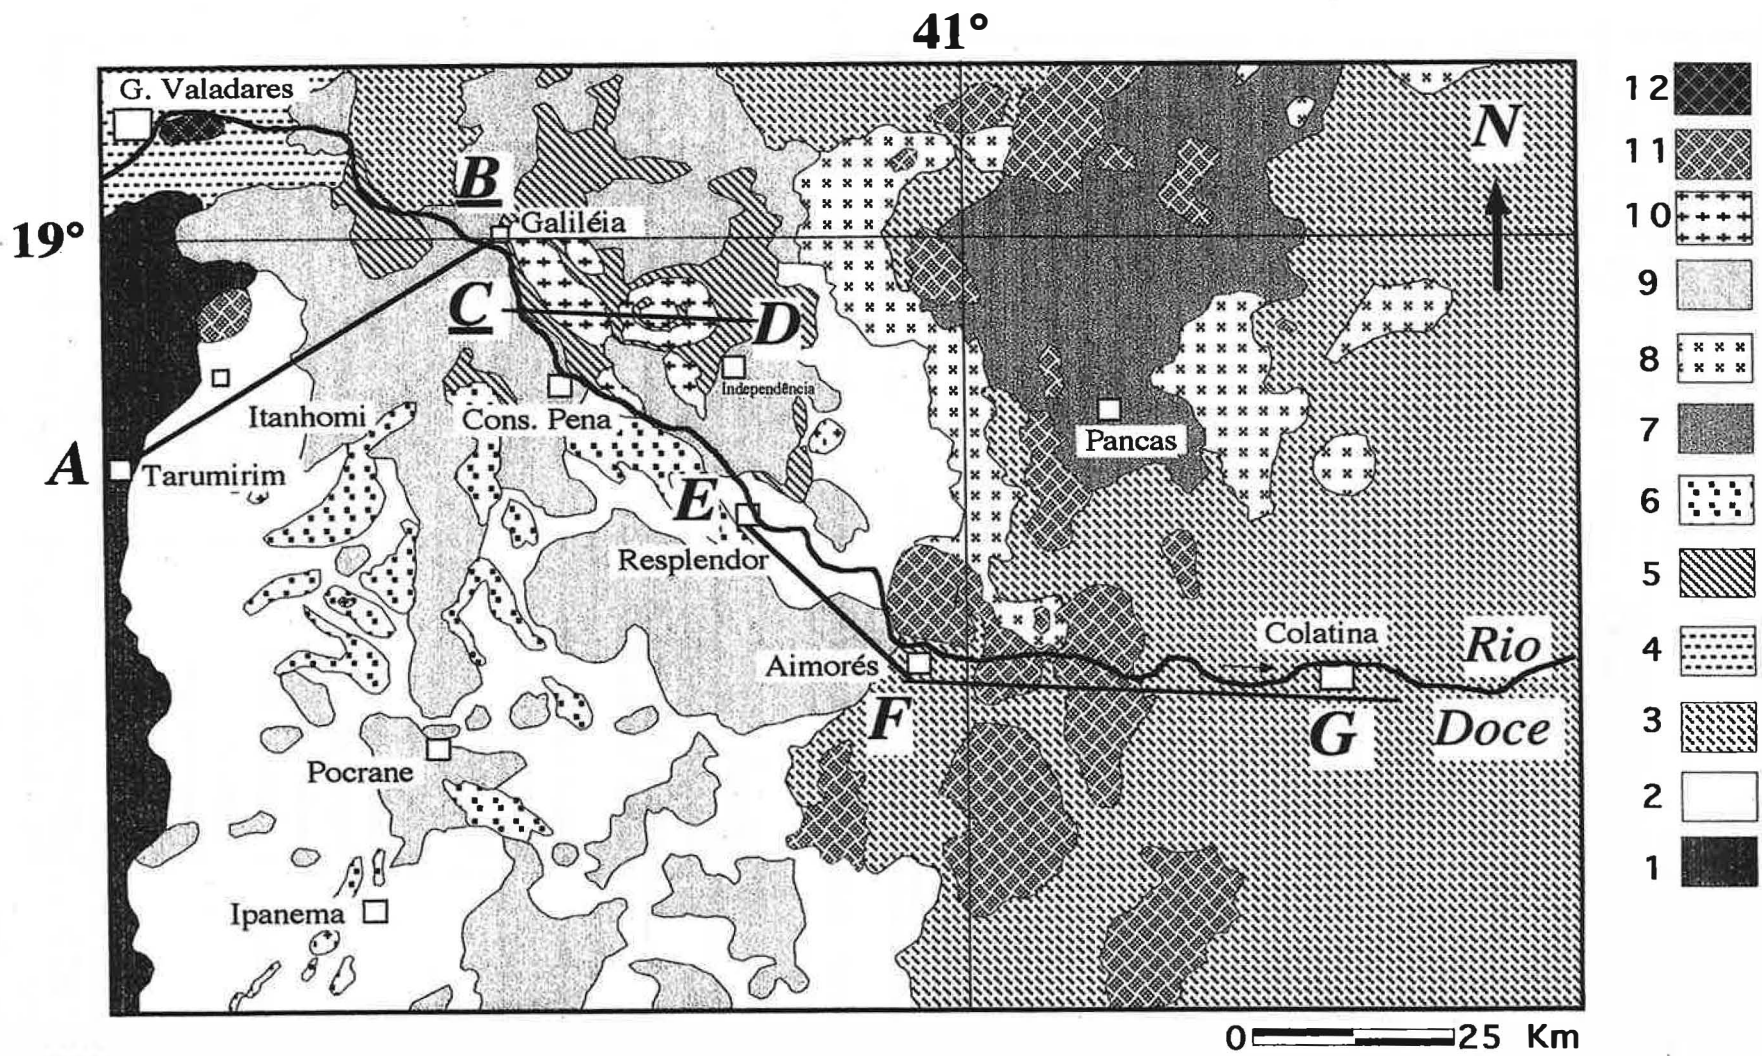 41°
G. Valadares
12
N
11
B
10
19°
Galiléia
9
C
D
8
Independência
Itanhomi
Cons. Pena
7
Pancas
A
Tarumirim
E
6
Resplendor
5
Colatina
Rio
4
Aimorés
F
G
Doce
3
Pocrane
2
1
Ipanema
0 25 Km